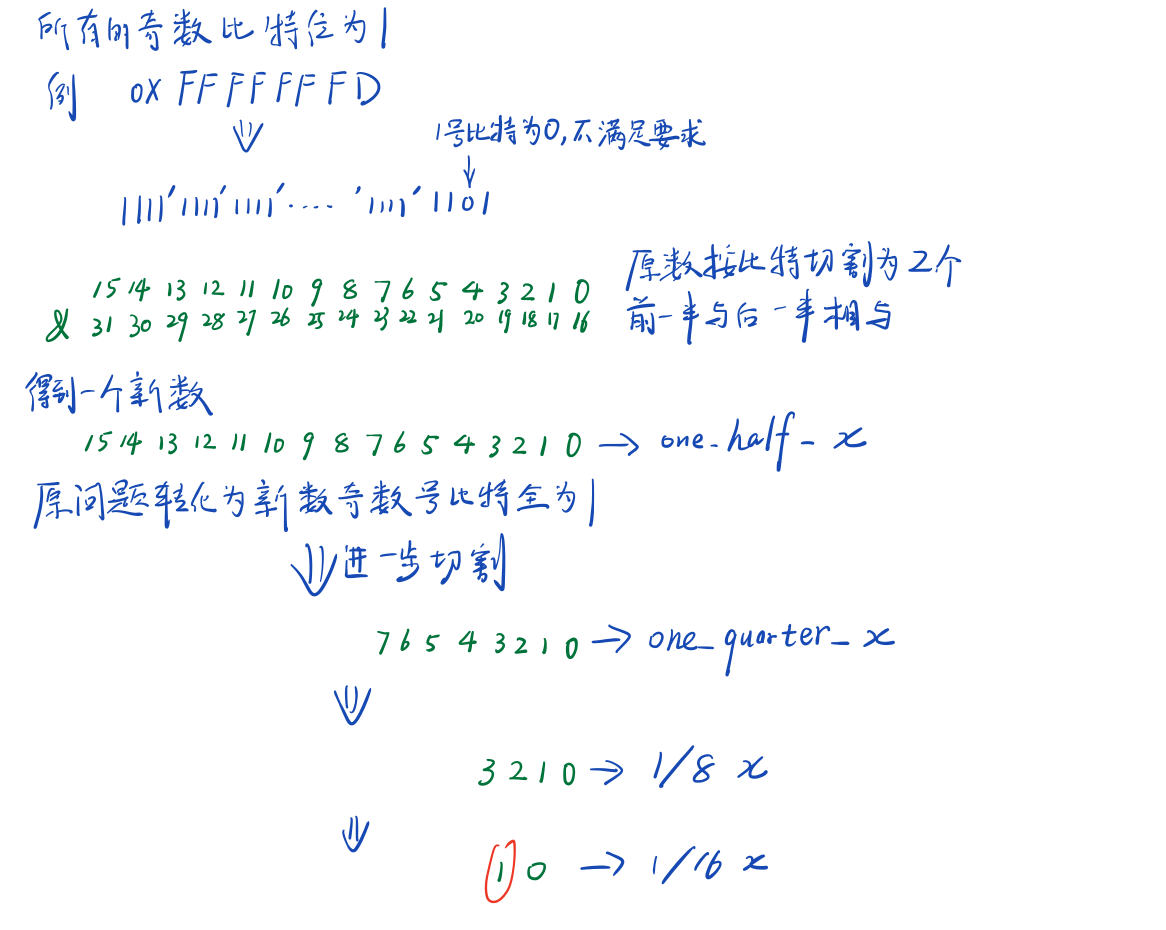 所有的奇数比特位为1
例 0X FFFFFFFD
1号比特为0,不满足要求
1111'1111'1111'.... '1111'1101
15 14 13 12 11 10 9 8 7 6 5 4 3 2 1 0
& 31 30 29 28 27 26 25 24 23 22 21 20 19 18 17 16
原数按比特切割为2个
前一半与后一半相与
得到一个新数
15 14 13 12 11 10 9 8 7 6 5 4 3 2 1 0 → one_half_x
原问题转化为新数奇数号比特全为1
进一步切割
7 6 5 4 3 2 1 0 → one_quarter_x
3 2 1 0 → 1/8 x
1 0 → 1/16 x